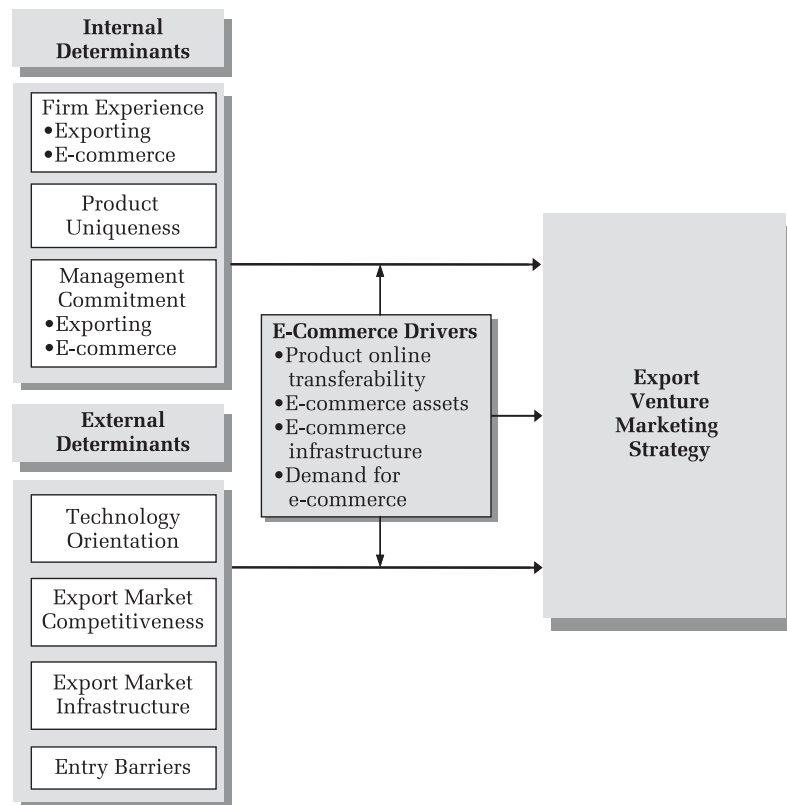 Internal
Determinants
Firm Experience
•Exporting
•E-commerce
Product
Uniqueness
Management
Commitment
•Exporting
•E-commerce
External
Determinants
Technology
Orientation
Export Market
Competitiveness
Export Market
Infrastructure
Entry Barriers
E-Commerce Drivers
•Product online
transferability
•E-commerce assets
•E-commerce
infrastructure
•Demand for
e-commerce
Export
Venture
Marketing
Strategy